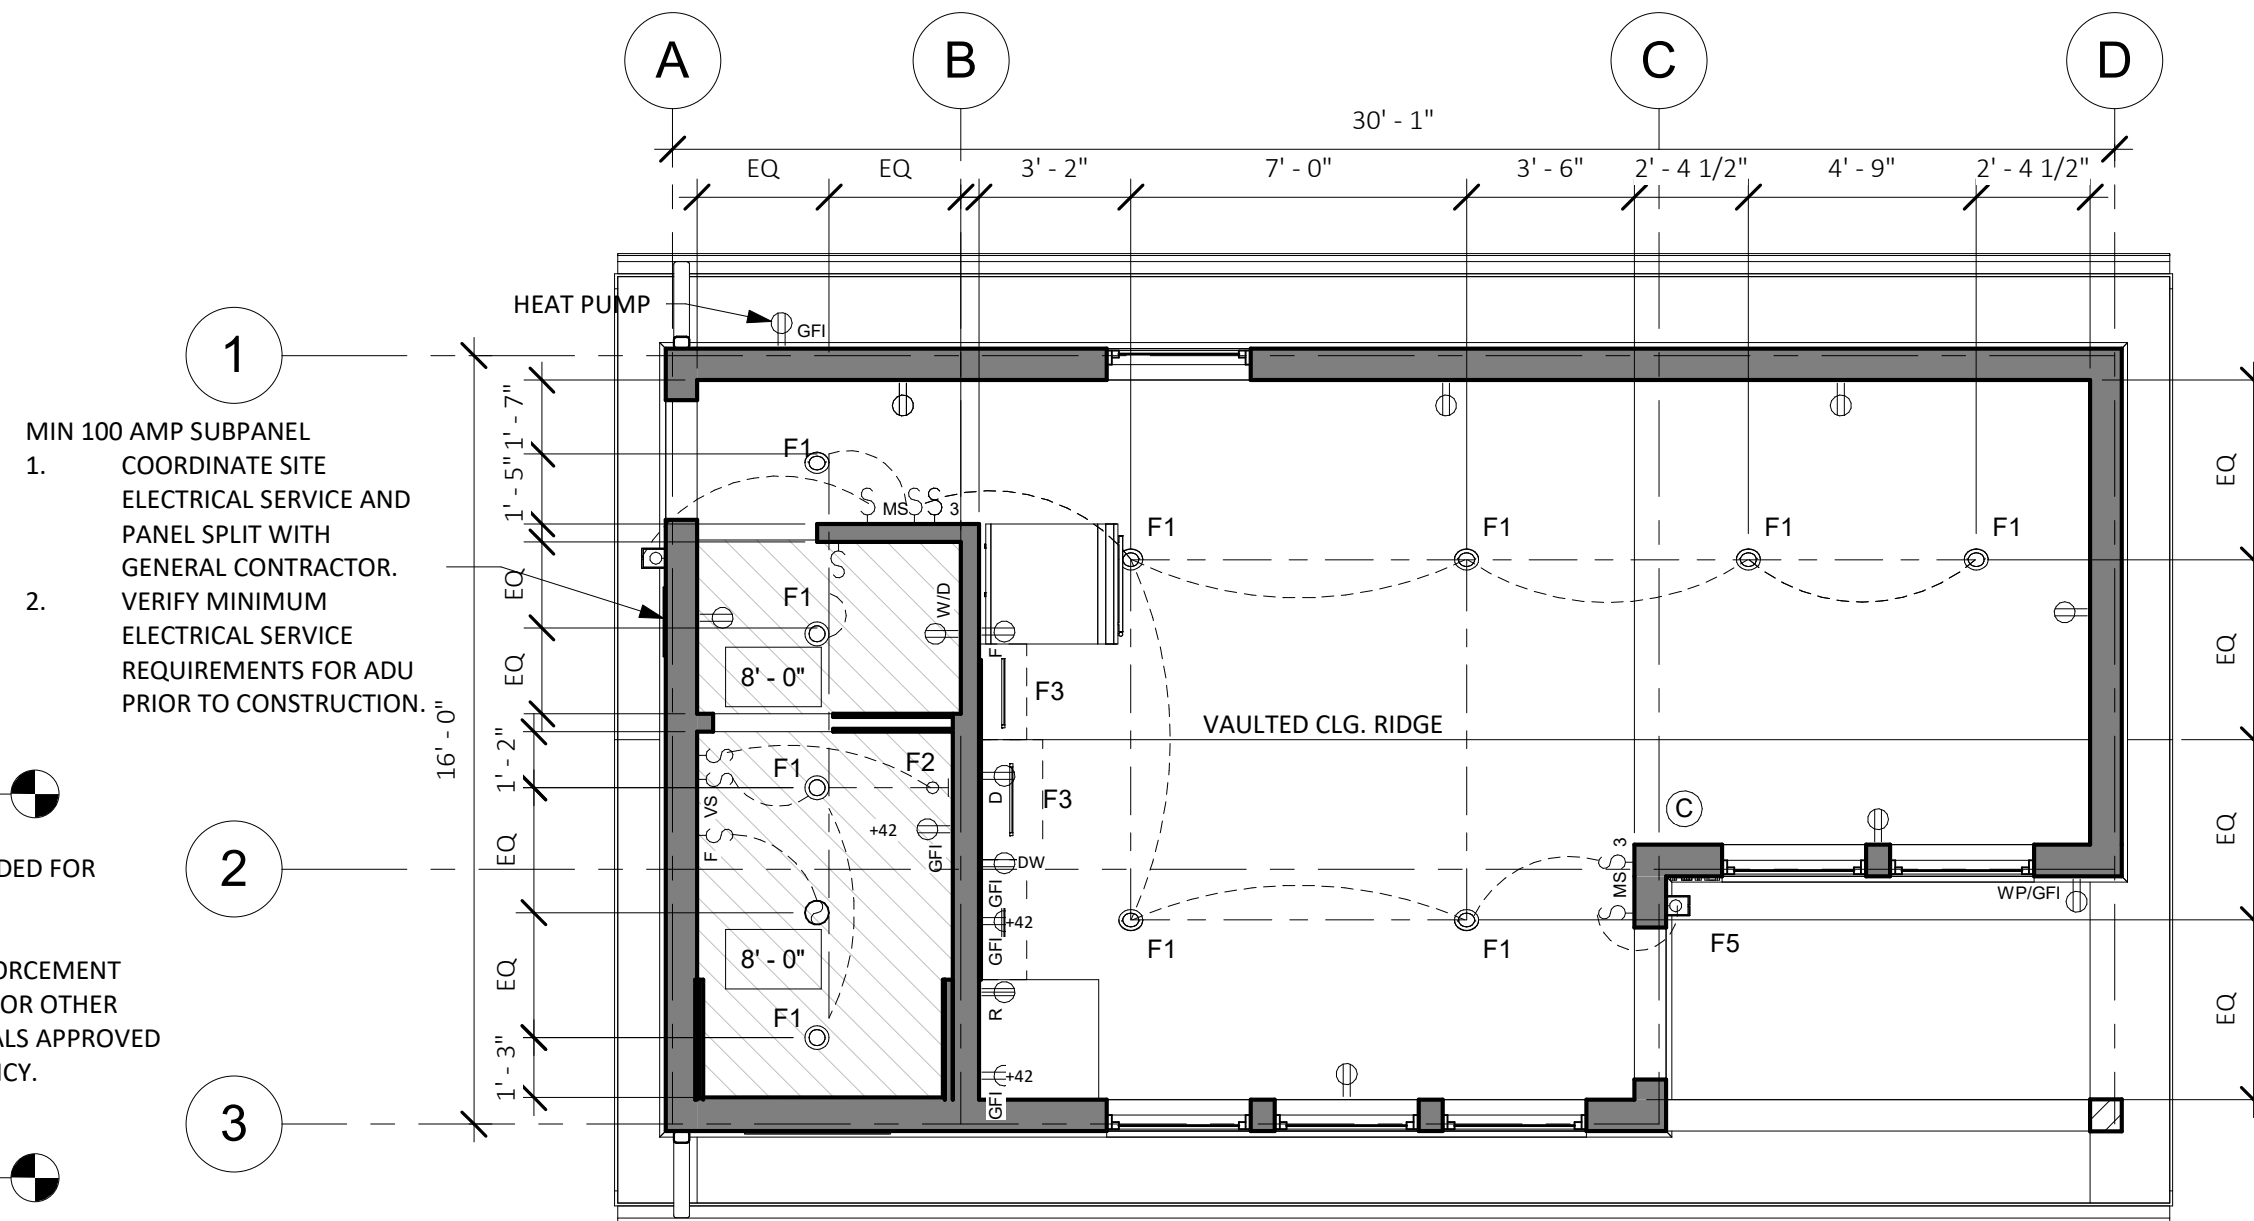 A
B
C
D
30' - 1"
EQ
EQ
3' - 2"
7' - 0"
3' - 6"
2' - 4 1/2"
4' - 9"
2' - 4 1/2"
HEAT PUMP
GFI
1
MIN 100 AMP SUBPANEL
1. COORDINATE SITE
ELECTRICAL SERVICE AND
PANEL SPLIT WITH
GENERAL CONTRACTOR.
2. VERIFY MINIMUM
ELECTRICAL SERVICE
REQUIREMENTS FOR ADU
PRIOR TO CONSTRUCTION.
16' - 0"
1' - 7"
1' - 5"
EQ
EQ
1' - 2"
EQ
EQ
1' - 3"
F1
MS
3
F1
F1
F1
F1
F1
W/D
8' - 0"
F
F3
VAULTED CLG. RIDGE
F1
F2
VS
F
+42
GFI
D
F3
DW
GFI
+42
GFI
8' - 0"
F1
R
+42
GFI
F1
F1
C
3
MS
F5
WP/GFI
EQ
EQ
EQ
EQ
2
3
DED FOR
ORCEMENT
OR OTHER
ALS APPROVED
NCY.